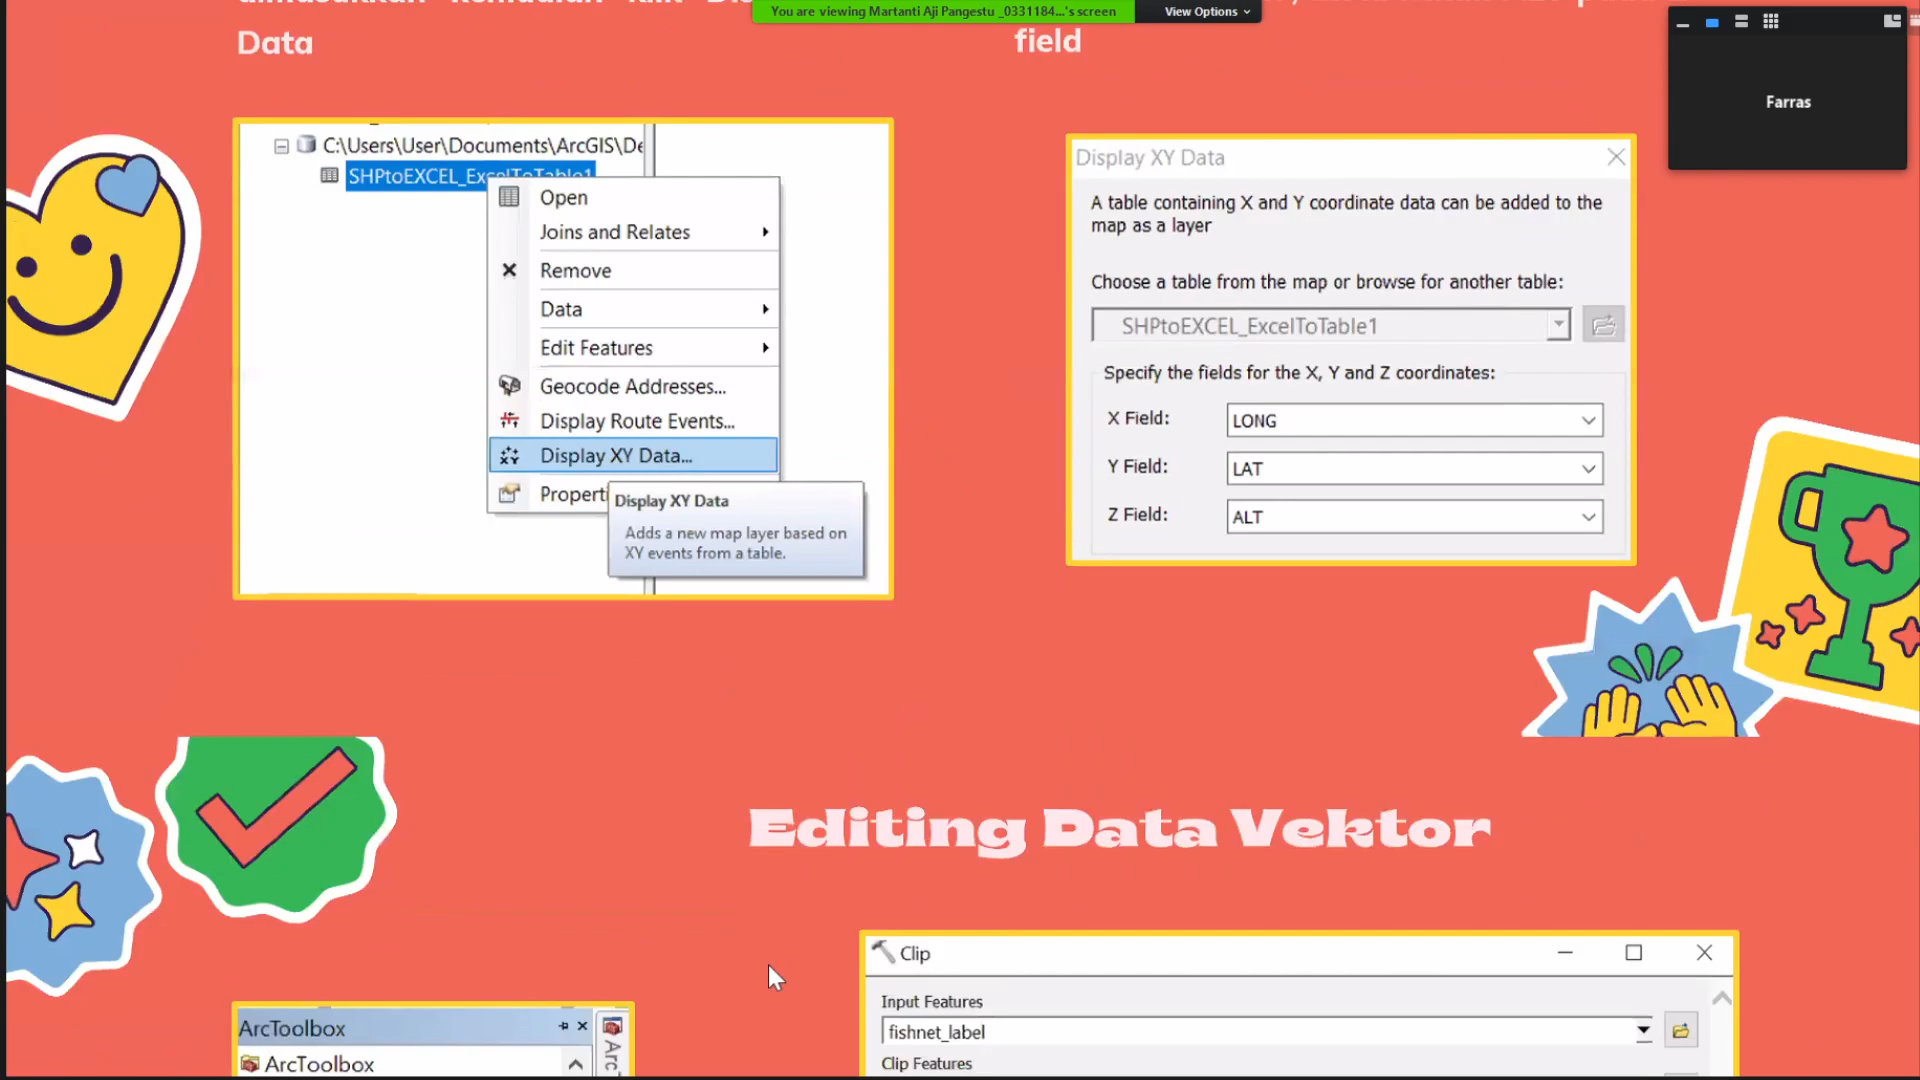 You are viewing Martanti Aji Pangestu _0331184...'s screen
View Options
Data
field
Farras
C:\Users\User\Documents\ArcGIS\De
SHPtoEXCEL_ExcelToTable1
Open
Joins and Relates
Remove
Data
Edit Features
Geocode Addresses...
Display Route Events...
Display XY Data...
Properti
Display XY Data
Adds a new map layer based on
XY events from a table.
Display XY Data
A table containing X and Y coordinate data can be added to the
map as a layer
Choose a table from the map or browse for another table:
SHPtoEXCEL_ExcelToTable1
Specify the fields for the X, Y and Z coordinates:
X Field:
LONG
Y Field:
LAT
Z Field:
ALT
Editing Data Vektor
ArcToolbox
ArcToolbox
Arc
Clip
Input Features
fishnet_label
Clip Features